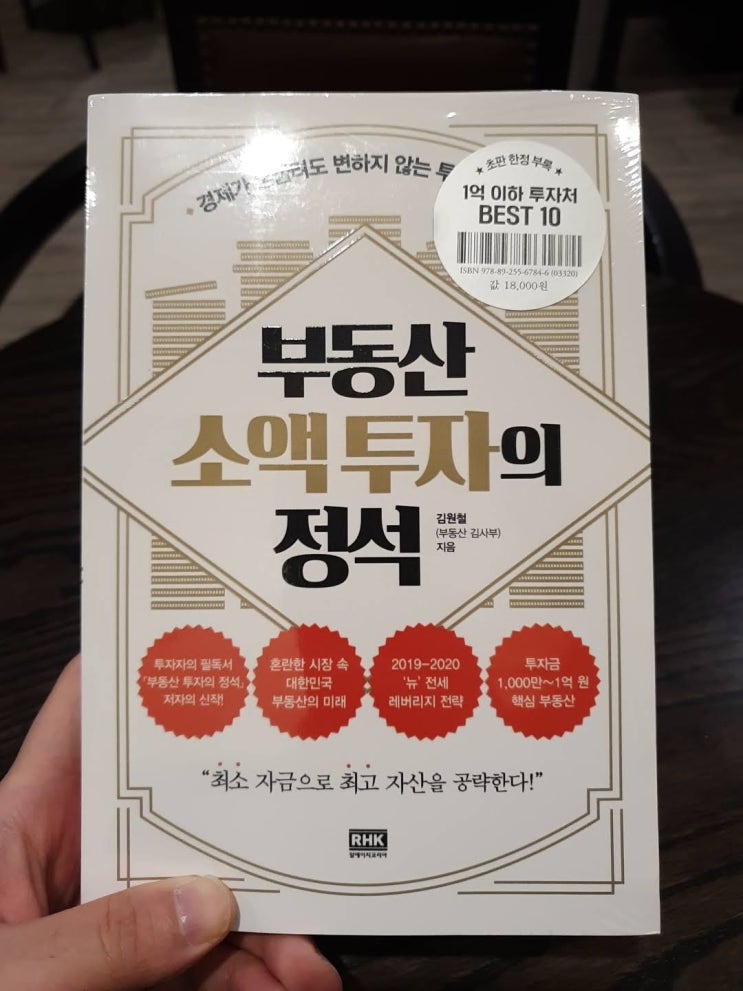 경제가 변하지 않는
★ 초판 한정 부록 ★
1억 이하 투자처
BEST 10
ISBN 978-89-255-6784-6 (03320)
값 18,000원
부동산
소액 투자의
정석
김원철
(부동산 김사부)
지음
투자자의 필독서
『부동산 투자의 정석』
저자의 신작!
혼란한 시장 속
대한민국
부동산의 미래
2019-2020
'뉴' 전세
레버리지 전략
투자금
1,000만~1억 원
핵심 부동산
"최소 자금으로 최고 자산을 공략한다!"
RHK
알에이치코리아